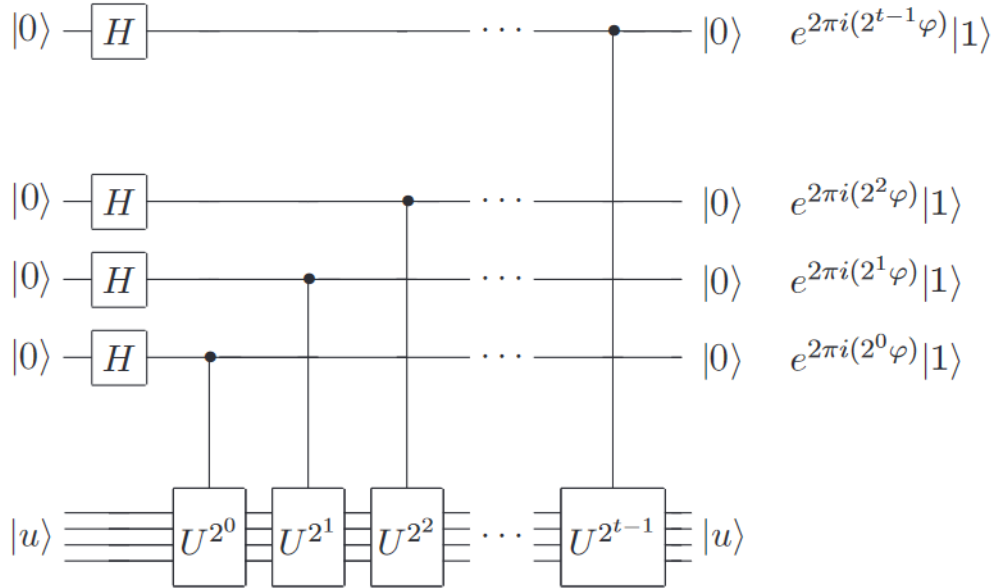 |0⟩ H ··· |0⟩ e^{2πi(2^{t−1}φ)}|1⟩
|0⟩ H ··· |0⟩ e^{2πi(2^2φ)}|1⟩
|0⟩ H ··· |0⟩ e^{2πi(2^1φ)}|1⟩
|0⟩ H ··· |0⟩ e^{2πi(2^0φ)}|1⟩
|u⟩ U^{2^0} U^{2^1} U^{2^2} ··· U^{2^{t−1}} |u⟩